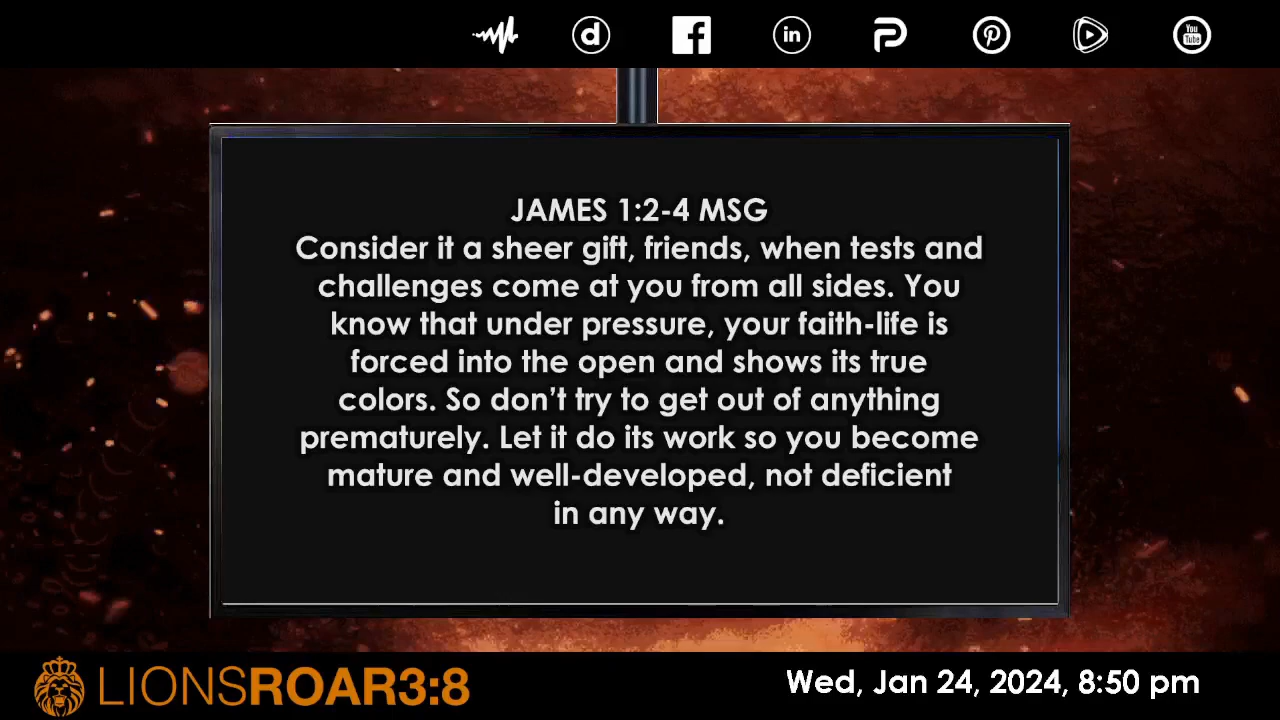 JAMES 1:2-4 MSG
Consider it a sheer gift, friends, when tests and
challenges come at you from all sides. You
know that under pressure, your faith-life is
forced into the open and shows its true
colors. So don't try to get out of anything
prematurely. Let it do its work so you become
mature and well-developed, not deficient
in any way.
LIONSROAR3:8
Wed, Jan 24, 2024, 8:50 pm